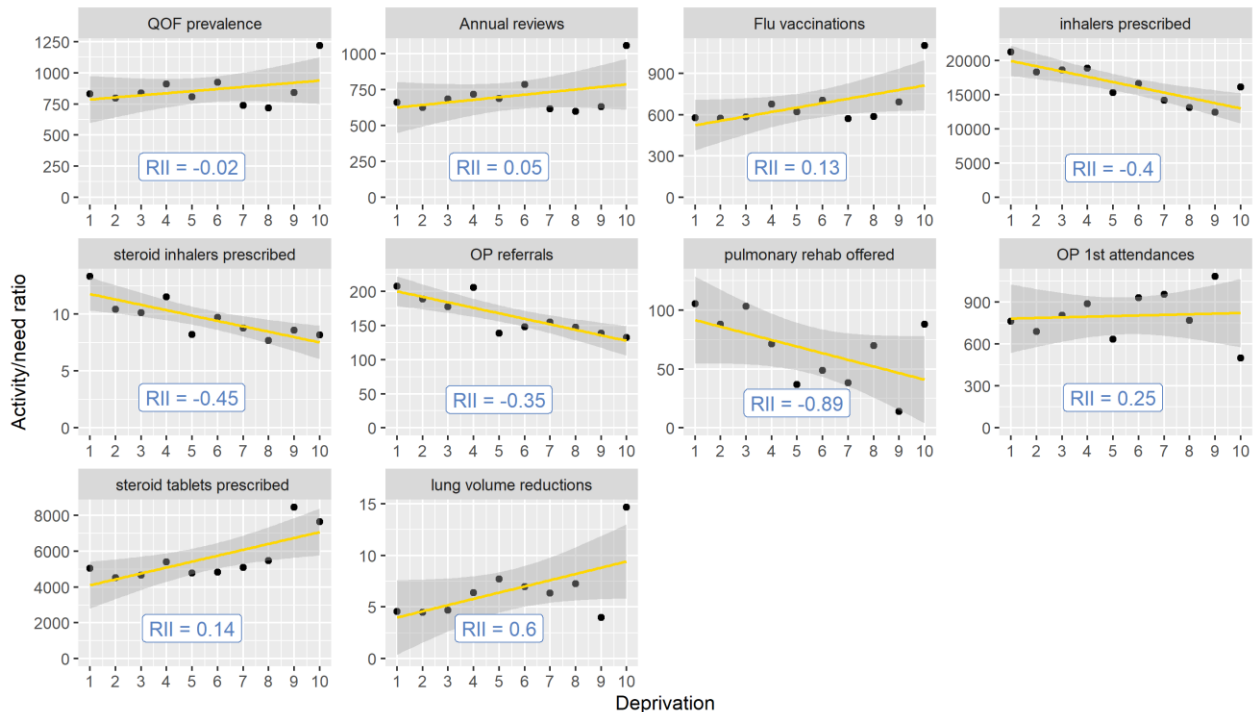 QOF prevalence
Annual reviews
Flu vaccinations
inhalers prescribed
1250
1000
750
500
250
0
RII = -0.02
1 2 3 4 5 6 7 8 9 10
1000
750
500
250
0
RII = 0.05
1 2 3 4 5 6 7 8 9 10
900
600
300
0
RII = 0.13
1 2 3 4 5 6 7 8 9 10
20000
15000
10000
5000
0
RII = -0.4
1 2 3 4 5 6 7 8 9 10
Activity/need ratio
steroid inhalers prescribed
OP referrals
pulmonary rehab offered
OP 1st attendances
10
5
0
RII = -0.45
1 2 3 4 5 6 7 8 9 10
200
150
100
50
0
RII = -0.35
1 2 3 4 5 6 7 8 9 10
100
50
0
RII = -0.89
1 2 3 4 5 6 7 8 9 10
900
600
300
0
RII = 0.25
1 2 3 4 5 6 7 8 9 10
steroid tablets prescribed
lung volume reductions
8000
6000
4000
2000
0
RII = 0.14
1 2 3 4 5 6 7 8 9 10
15
10
5
0
RII = 0.6
1 2 3 4 5 6 7 8 9 10
Deprivation